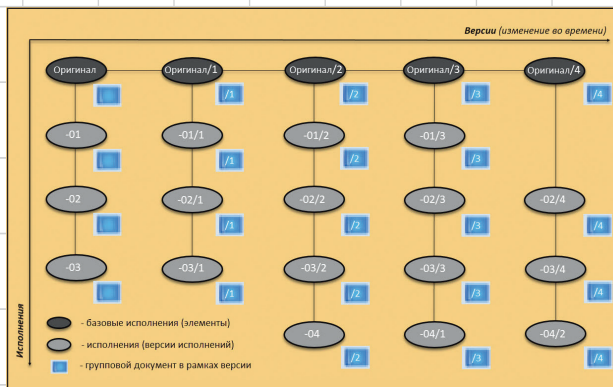 Версии (изменение во времени)
Оригинал Оригинал/1 Оригинал/2 Оригинал/3 Оригинал/4
/1 /2 /3 /4
-01 -01/1 -01/2 -01/3
/1 /2 /3
-02 -02/1 -02/2 -02/3 -02/4
/1 /2 /3 /4
-03 -03/1 -03/2 -03/3 -03/4
/1 /2 /3 /4
- базовые исполнения (элементы)
-04 -04/1 -04/2
- исполнения (версии исполнений)
/2 /3 /4
- групповой документ в рамках версии
Исполнения